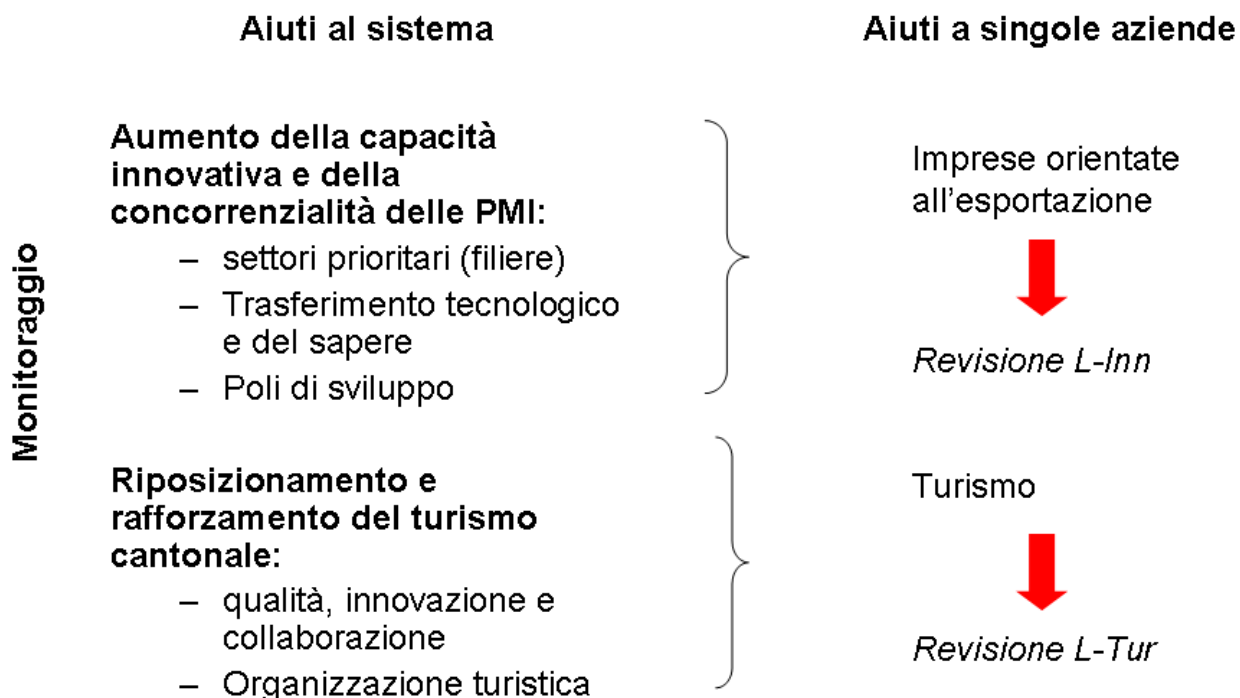 Aiuti al sistema
Aiuti a singole aziende
Monitoraggio
Aumento della capacità
innovativa e della
concorrenzialità delle PMI:
– settori prioritari (filiere)
– Trasferimento tecnologico
e del sapere
– Poli di sviluppo
Imprese orientate
all'esportazione
Revisione L-Inn
Riposizionamento e
rafforzamento del turismo
cantonale:
– qualità, innovazione e
collaborazione
– Organizzazione turistica
Turismo
Revisione L-Tur